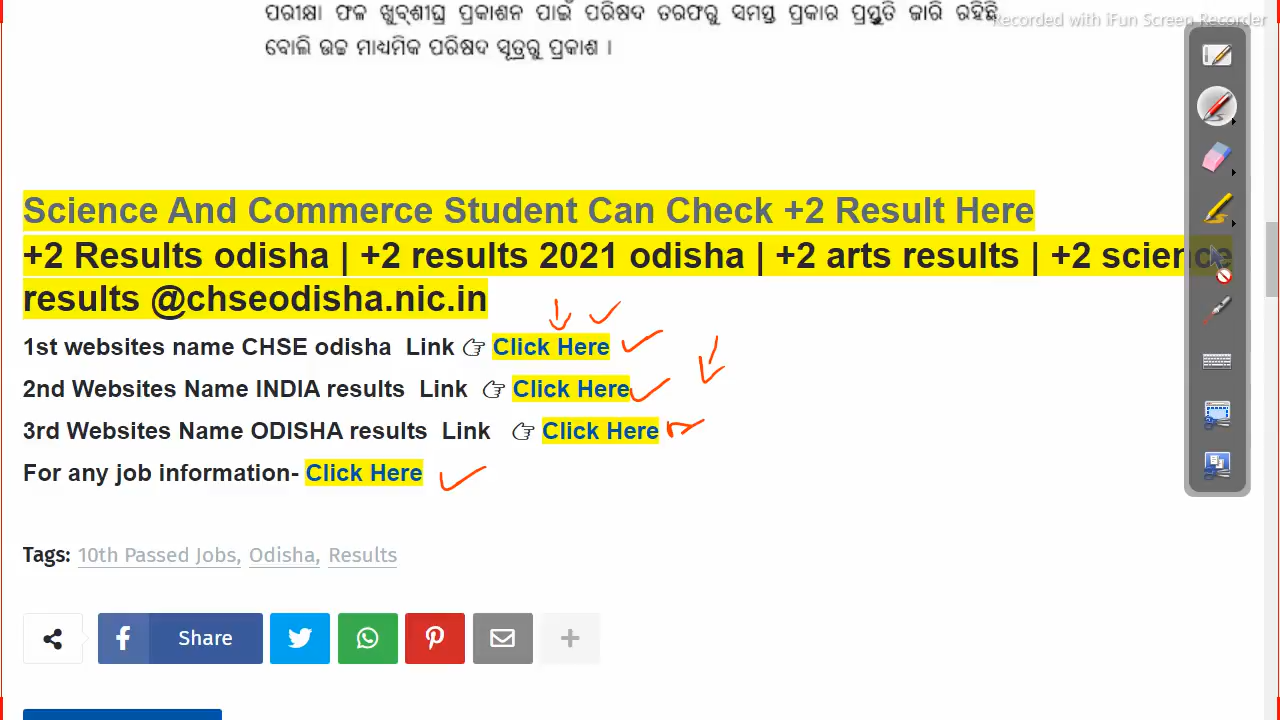 ପରୀକ୍ଷା ଫଳ ଖୁବ୍‌ଶୀଘ୍ର ପ୍ରକାଶନ ପାଇଁ ପରିଷଦ ତରଫରୁ ସମସ୍ତ ପ୍ରକାର ପ୍ରସ୍ତୁତି ଜାରି ରହିଛି
Recorded with iFun Screen Recorder
ବୋଲି ଉଚ୍ଚ ମାଧ୍ୟମିକ ପରିଷଦ ସୂତ୍ରରୁ ପ୍ରକାଶ ।
Science And Commerce Student Can Check +2 Result Here
+2 Results odisha | +2 results 2021 odisha | +2 arts results | +2 science
results @chseodisha.nic.in
1st websites name CHSE odisha Link 👉 Click Here
2nd Websites Name INDIA results Link 👉 Click Here
3rd Websites Name ODISHA results Link 👉 Click Here
For any job information- Click Here
Tags: 10th Passed Jobs, Odisha, Results
Share